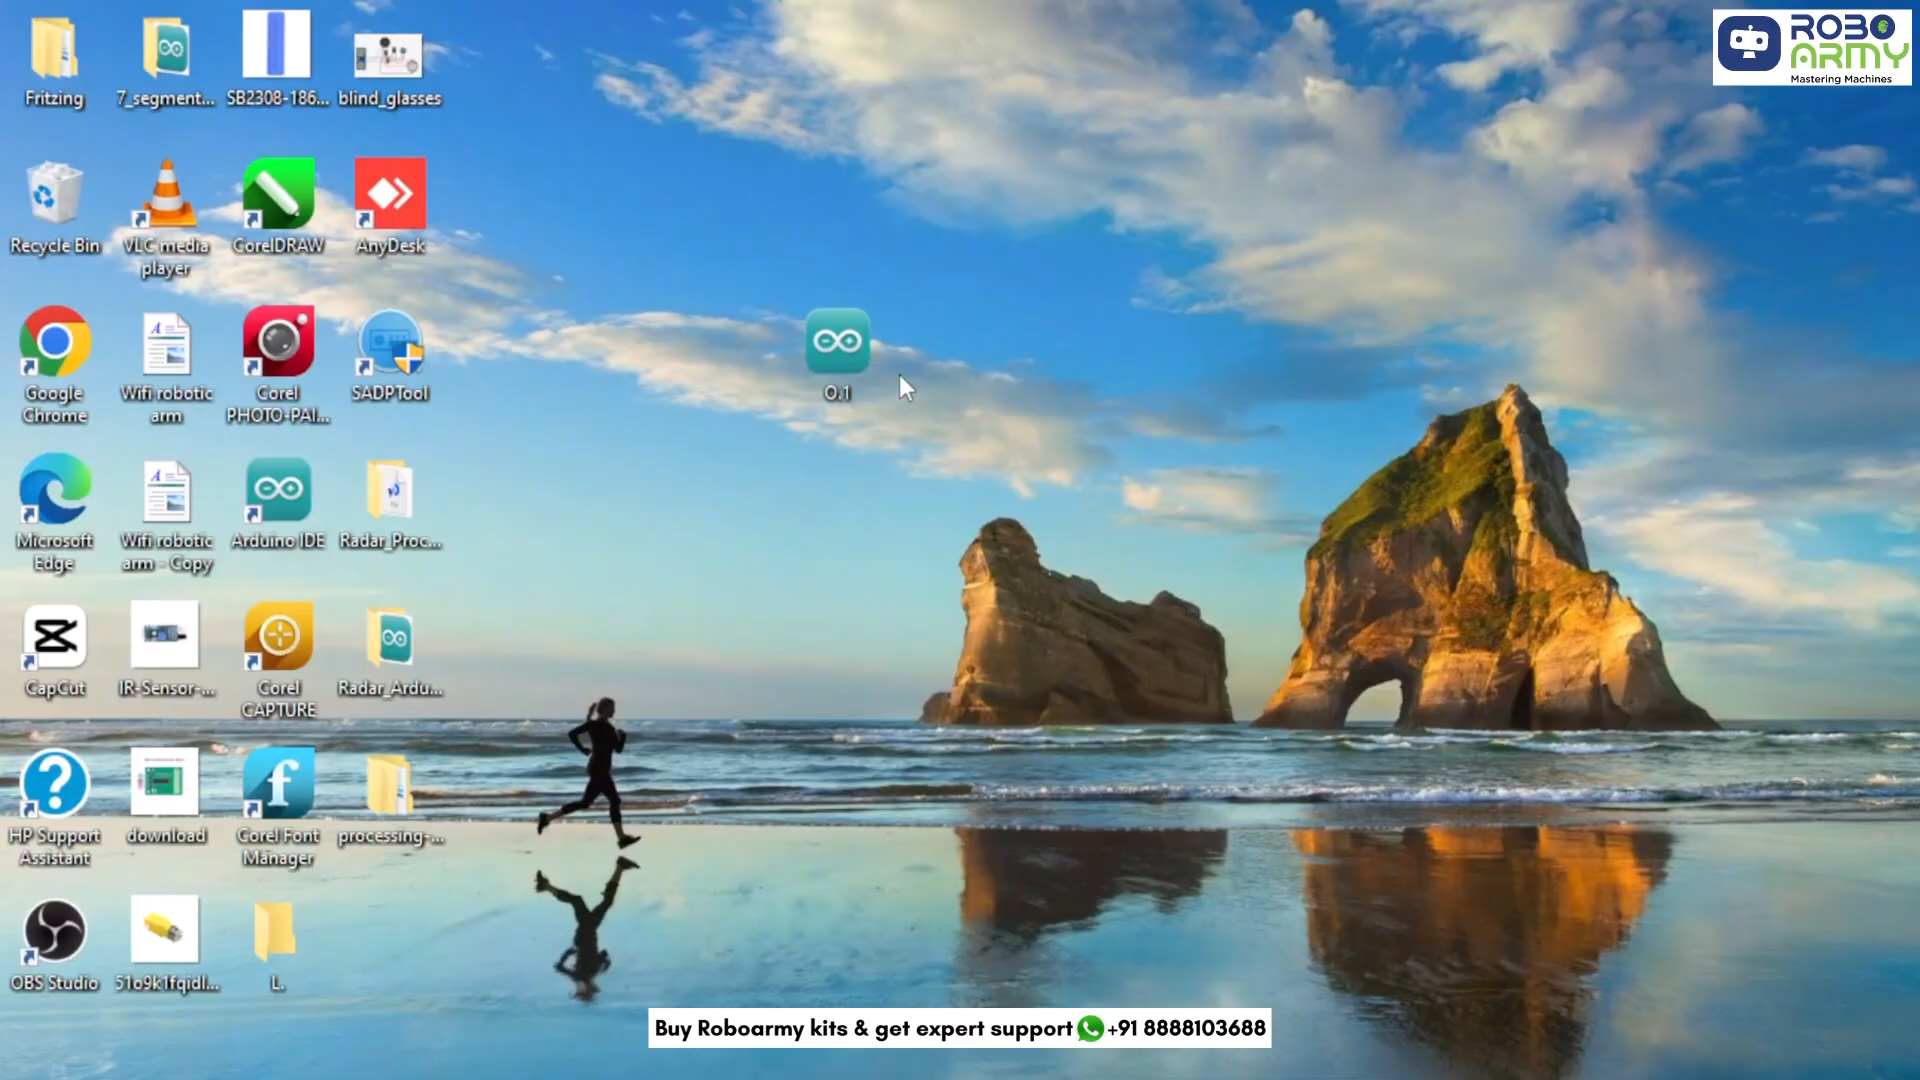 ROBO
ARMY
Mastering Machines
Fritzing
7_segment...
SB2308-186...
blind_glasses
Recycle Bin
VLC media
player
CorelDRAW
AnyDesk
Google
Chrome
Wifi robotic
arm
Corel
PHOTO-PAI...
SADPTool
0.1
Microsoft
Edge
Wifi robotic
arm - Copy
Arduino IDE
Radar_Proc...
CapCut
IR-Sensor-...
Corel
CAPTURE
Radar_Ardu...
HP Support
Assistant
download
Corel Font
Manager
processing-...
OBS Studio
51o9k1fqidl...
L.
Buy Roboarmy kits & get expert support +91 8888103688